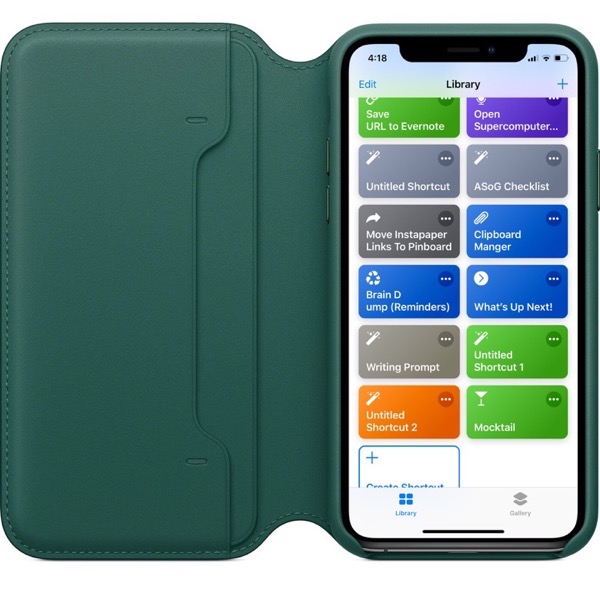 4:18
Edit
Library
+
Save
URL to Evernote
Open
Supercomputer...
Untitled Shortcut
ASoG Checklist
Move Instapaper
Links To Pinboard
Clipboard
Manger
Brain D
ump (Reminders)
What's Up Next!
Writing Prompt
Untitled
Shortcut 1
Untitled
Shortcut 2
Mocktail
+
Create Shortcut
Library
Gallery